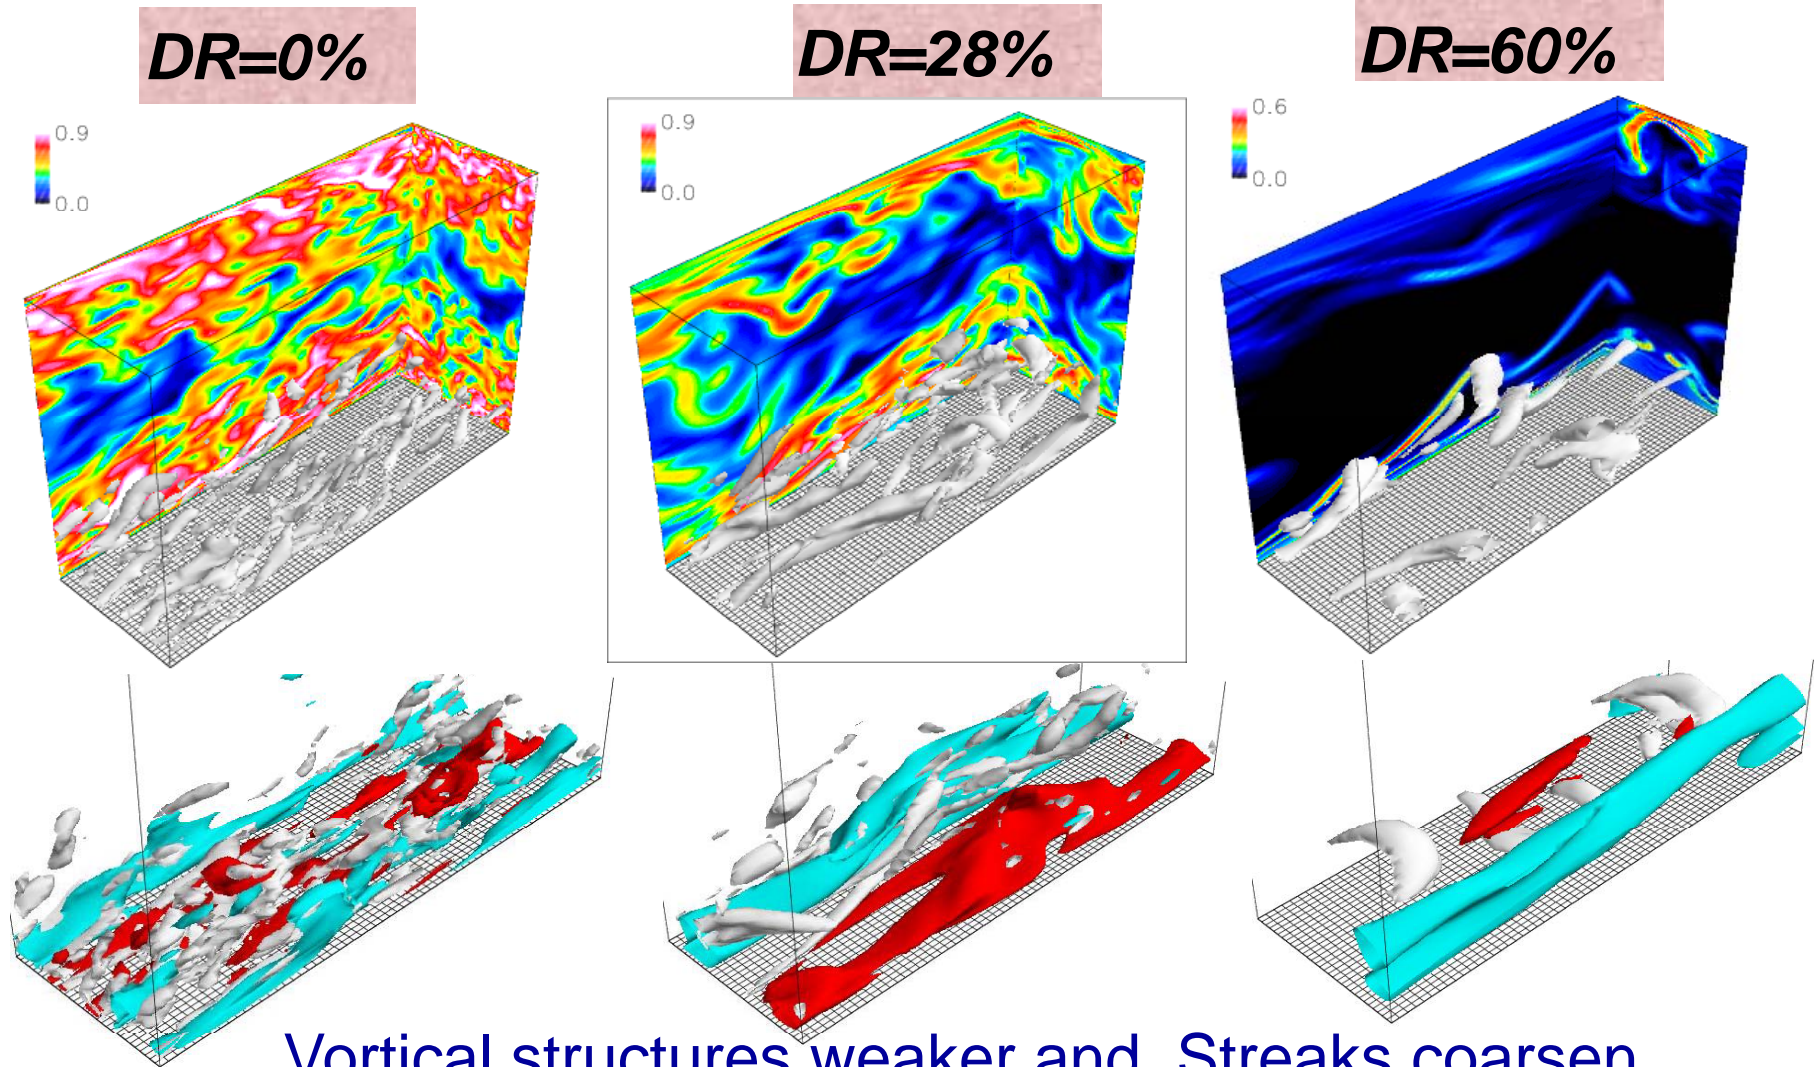 DR=0%
DR=28%
DR=60%
0.9
0.0
0.9
0.0
0.6
0.0
Vortical structures weaker and Streaks coarsen